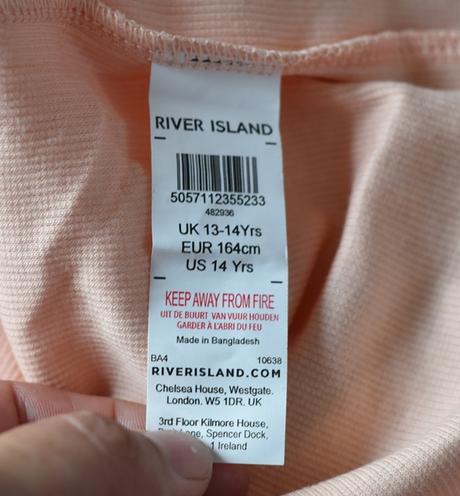 RIVER ISLAND
5057112355233
482936
UK 13-14Yrs
EUR 164cm
US 14 Yrs
KEEP AWAY FROM FIRE
UIT DE BUURT VAN VUUR HOUDEN
GARDER À L'ABRI DU FEU
Made in Bangladesh
BA4 10638
RIVERISLAND.COM
Chelsea House, Westgate.
London. W5 1DR. UK
3rd Floor Kilmore House,
Spencer Dock,
1 Ireland